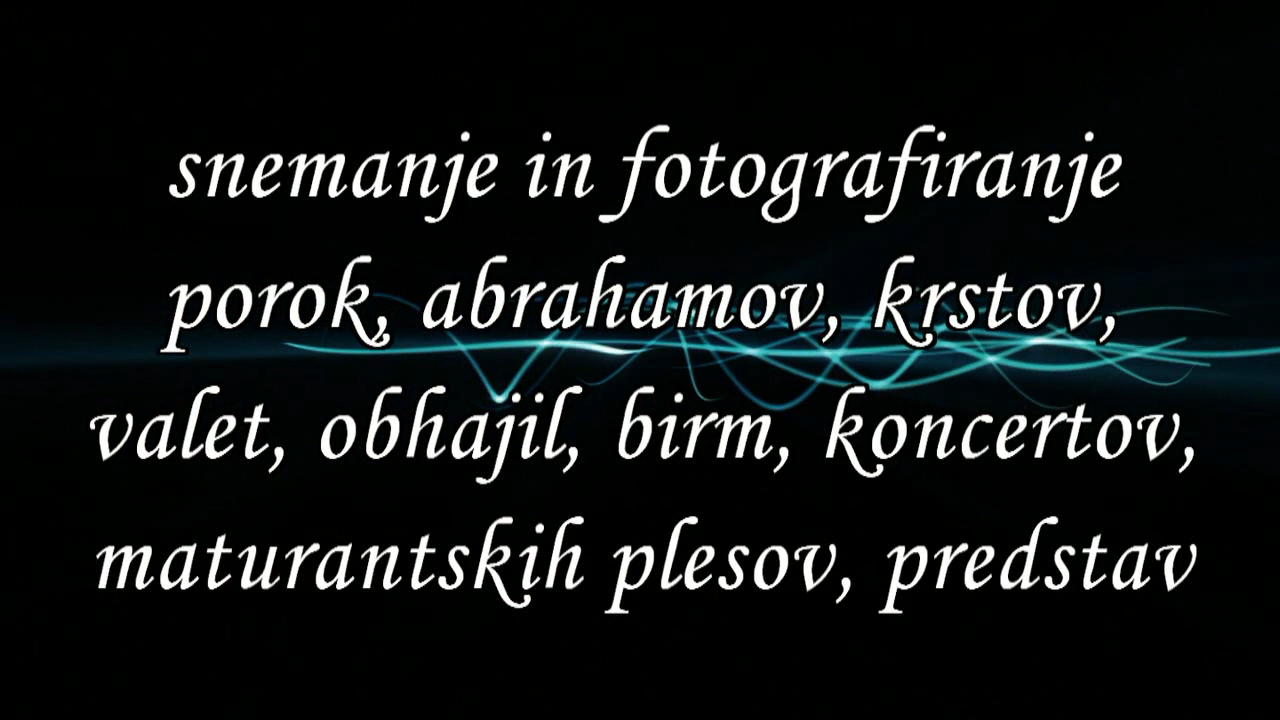 snemanje in fotografiranje
porok, abrahamov, krstov,
valet, obhajil, birm, koncertov,
maturantskih plesov, predstav